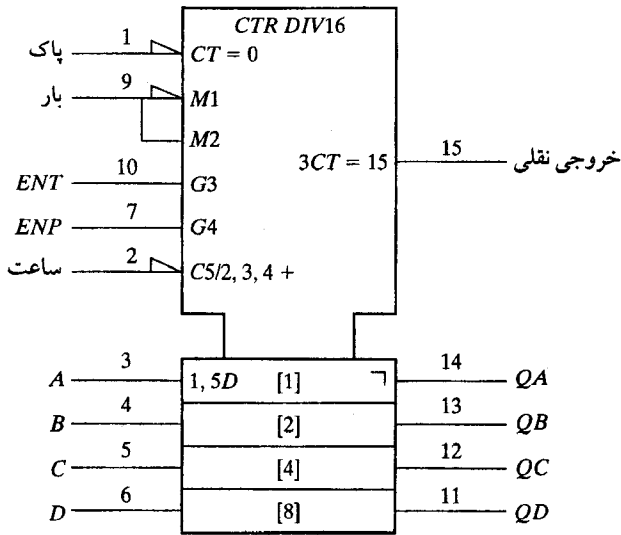 CTR DIV16
پاک 1 CT = 0
بار 9 M1
M2
3CT = 15 15 خروجی نقلی
ENT 10 G3
ENP 7 G4
ساعت 2 C5/2, 3, 4 +
A 3 1, 5D [1] ¬ 14 QA
B 4 [2] 13 QB
C 5 [4] 12 QC
D 6 [8] 11 QD